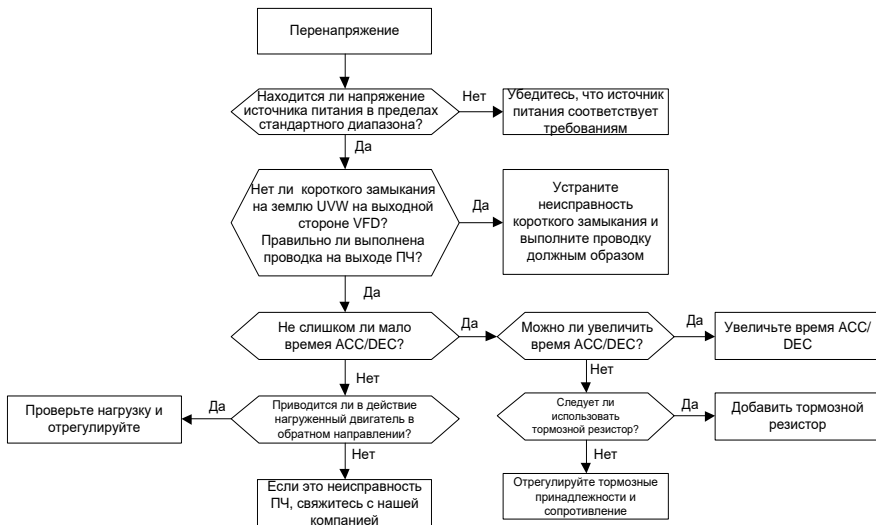 Перенапряжение
Находится ли напряжение
источника питания в пределах
стандартного диапазона?
Нет
Убедитесь, что источник
питания соответствует
требованиям
Да
Нет ли короткого замыкания
на землю UVW на выходной
стороне VFD?
Правильно ли выполнена
проводка на выходе ПЧ?
Да
Устраните
неисправность
короткого замыкания и
выполните проводку
должным образом
Да
Не слишком ли мало
времея ACC/DEC?
Да
Можно ли увеличить
время ACC/DEC?
Да
Увеличьте время ACC/
DEC
Нет
Нет
Проверьте нагрузку и
отрегулируйте
Да
Приводится ли в действие
нагруженный двигатель в
обратном направлении?
Следует ли
использовать
тормозной резистор?
Да
Добавить тормозной
резистор
Нет
Нет
Если это неисправность
ПЧ, свяжитесь с нашей
компанией
Отрегулируйте тормозные
принадлежности и
сопротивление